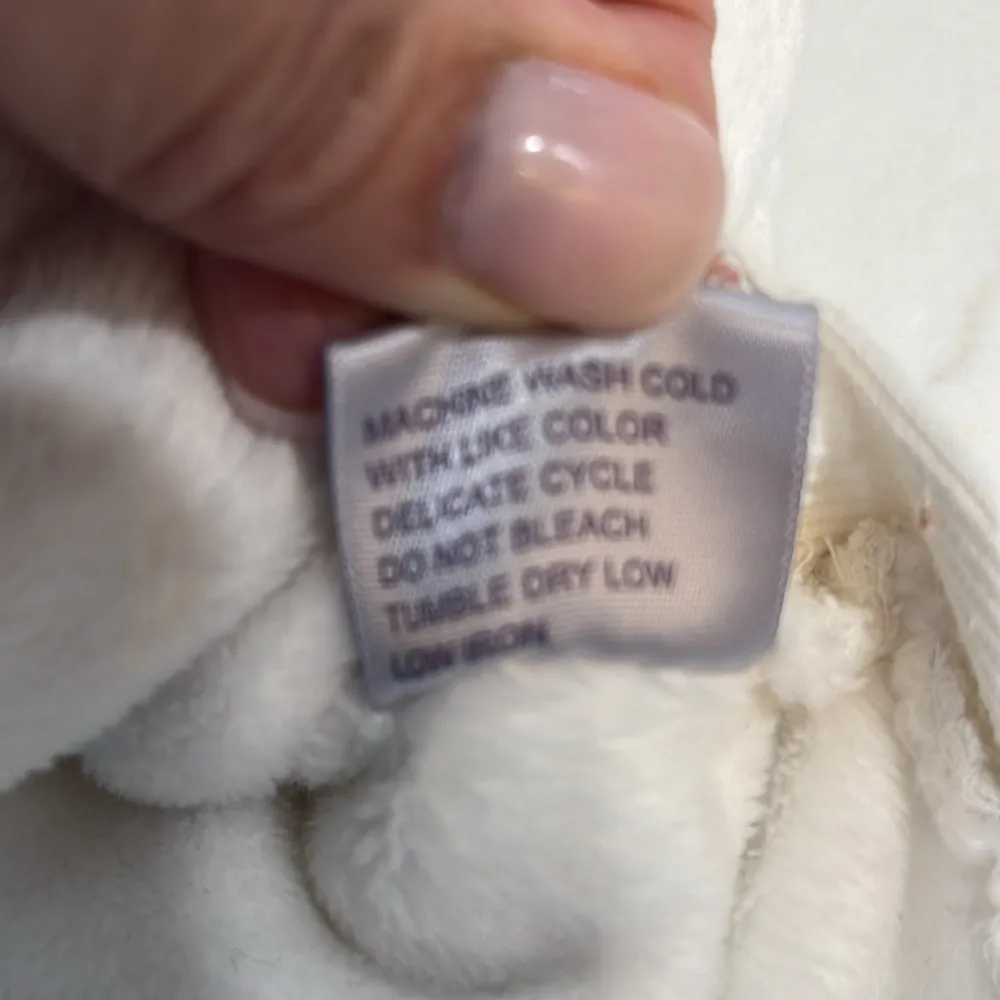 MACHINE WASH COLD
WITH LIKE COLOR
DELICATE CYCLE
DO NOT BLEACH
TUMBLE DRY LOW
LOW IRON